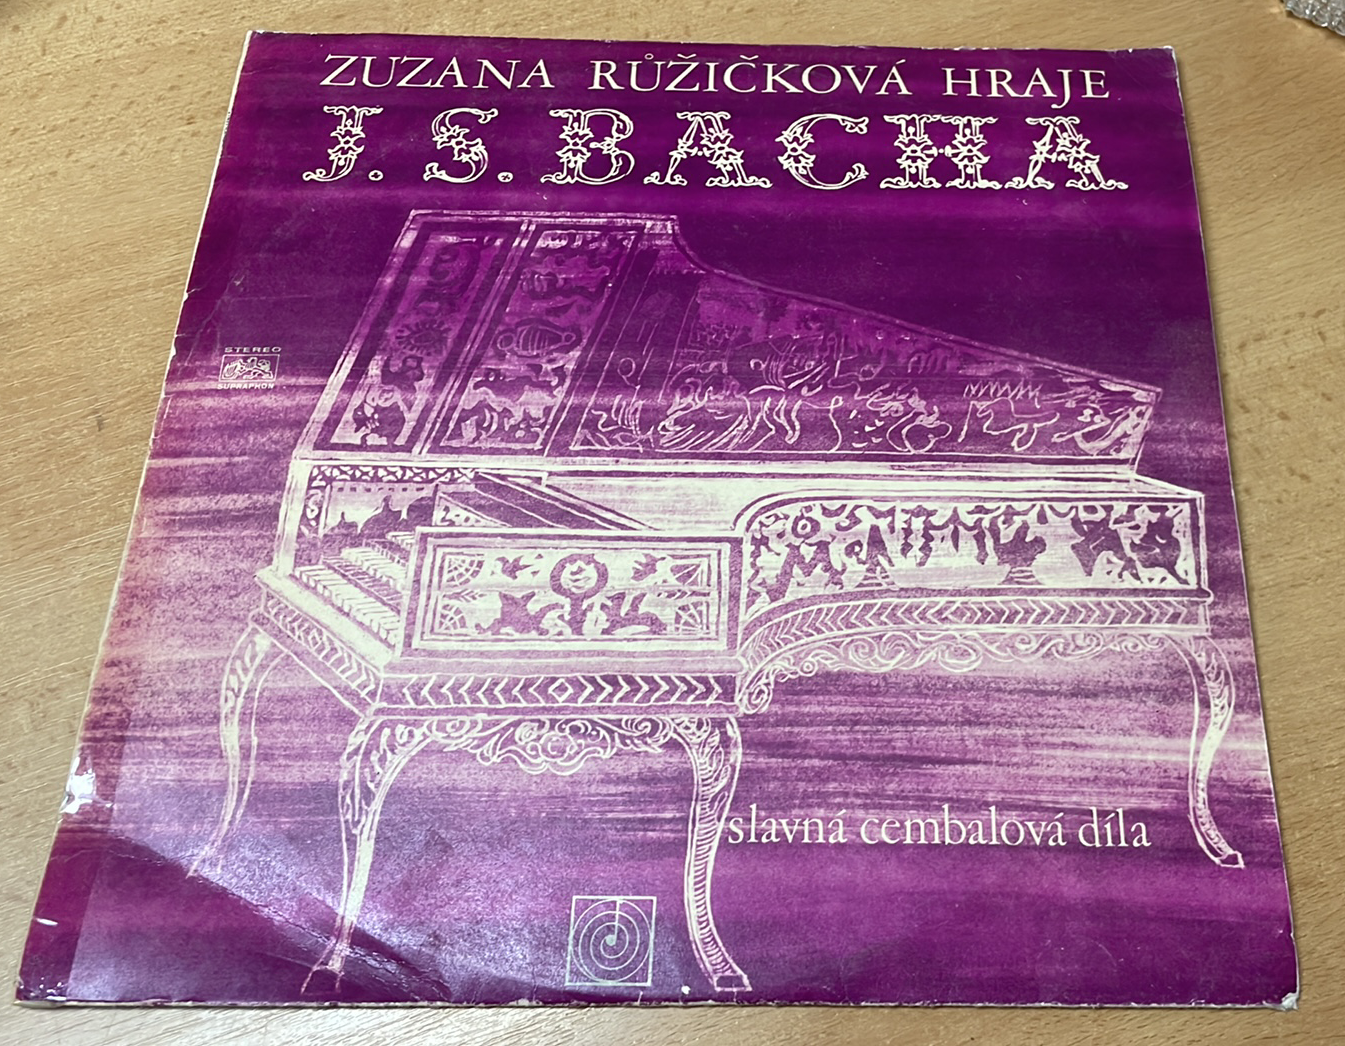 ZUZANA RŮŽIČKOVÁ HRAJE
J. S. BACHA
STEREO
SUPRAPHON
slavná cembalová díla